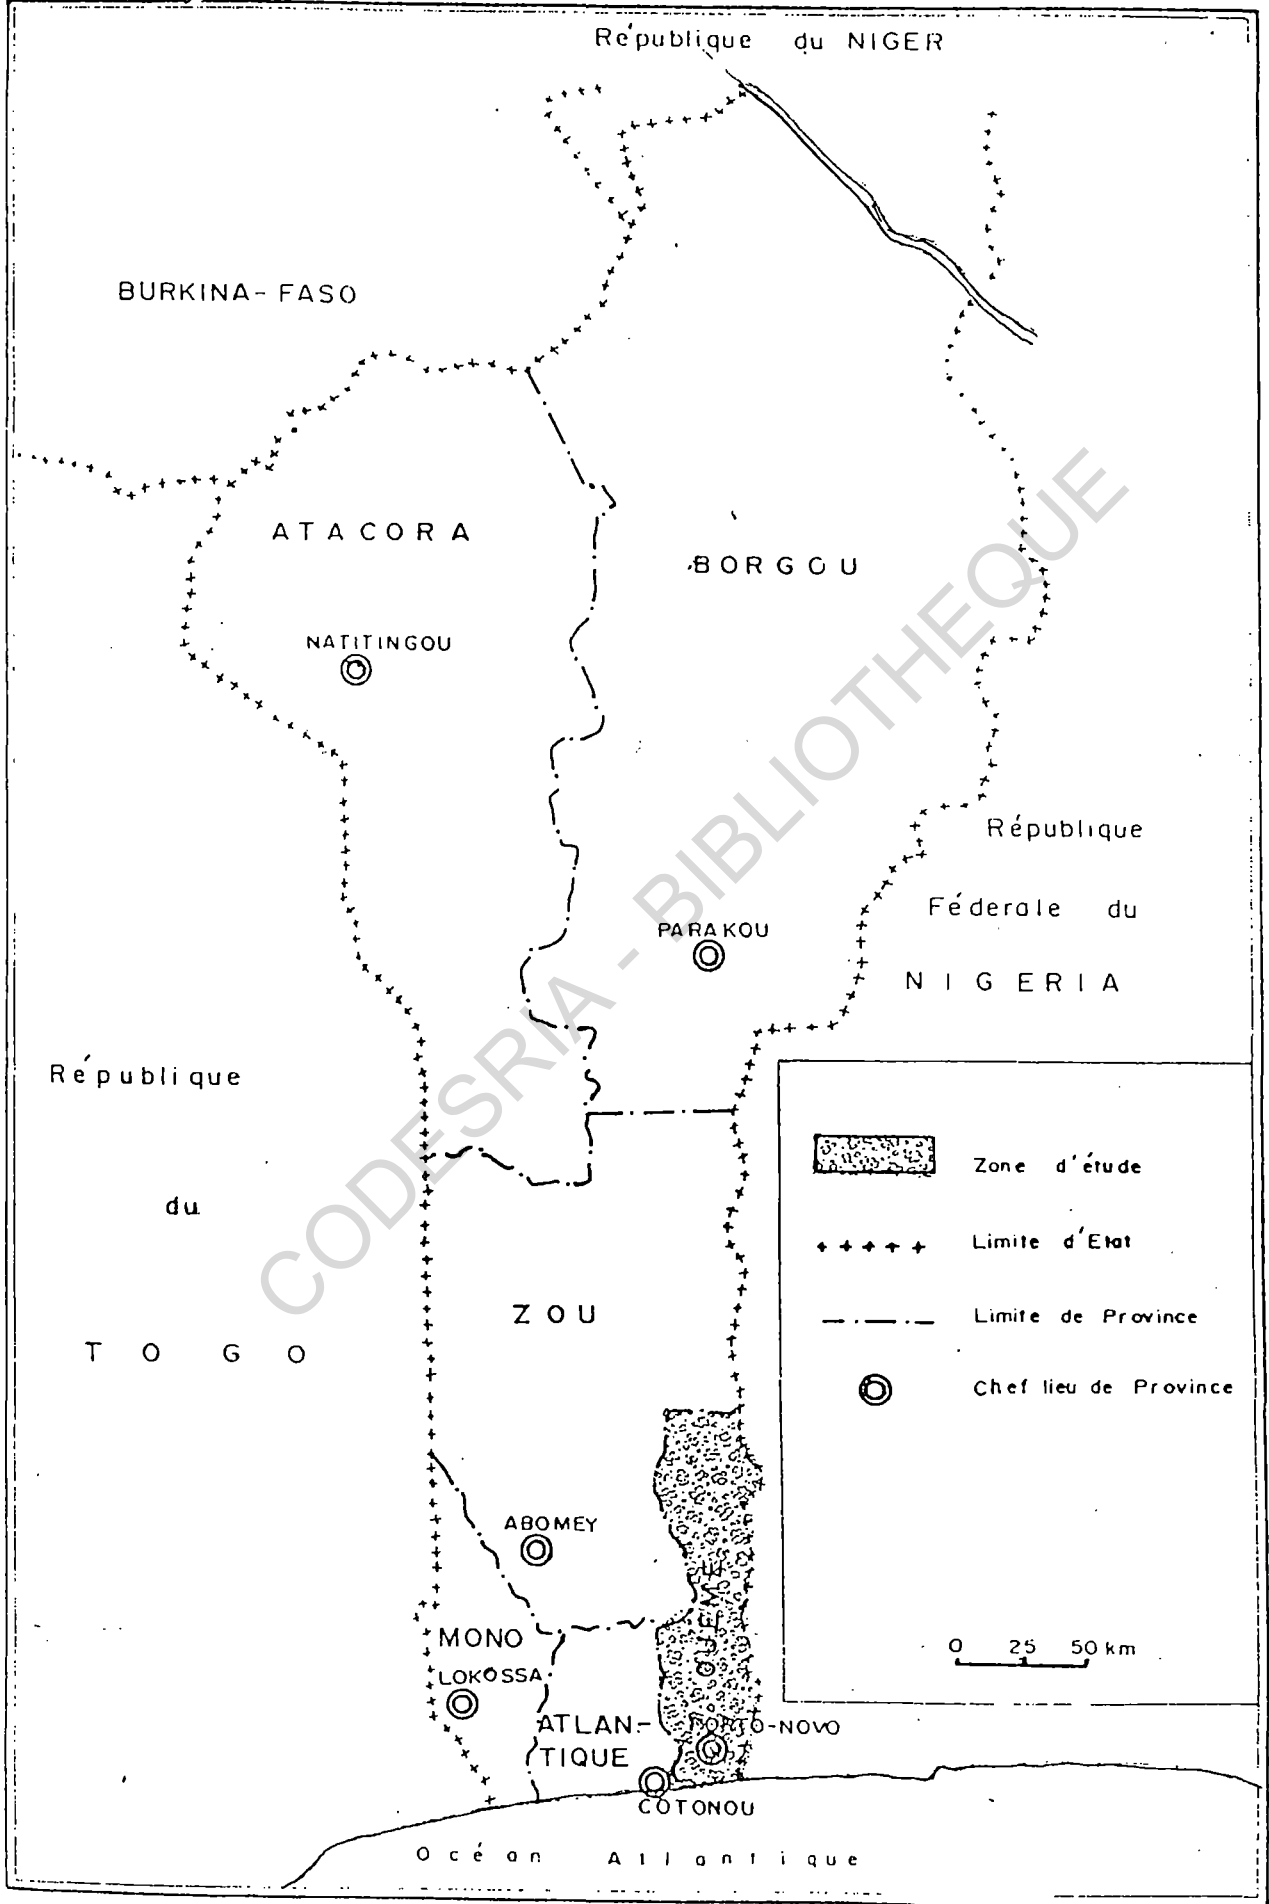 République du NIGER
BURKINA-FASO
ATACORA
BORGOU
NATITINGOU
République
Féderale du
NIGERIA
PARAKOU
République
du
TOGO
Zone d'étude
Limite d'Etat
Limite de Province
Chef lieu de Province
ZOU
ABOMEY
OUEME
MONO
LOKOSSA
0 25 50 km
ATLAN-
TIQUE
PORTO-NOVO
COTONOU
Océan Atlantique
CODESRIA - BIBLIOTHEQUE